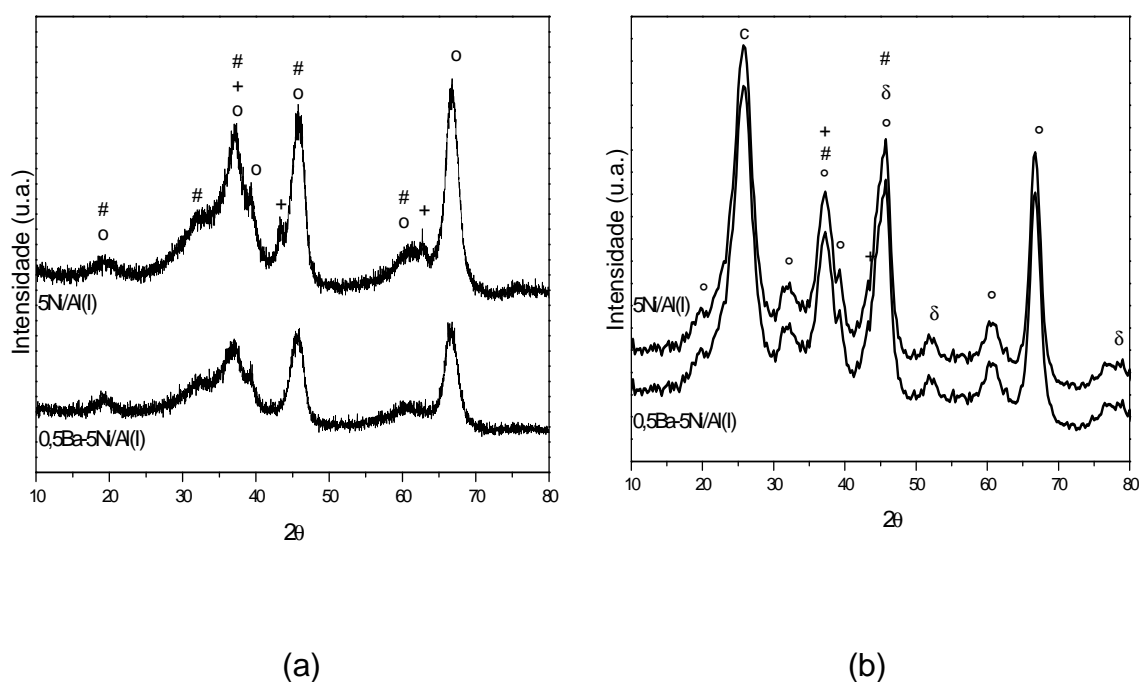 #
+
o
#
o
o
#
o
#
o
+
#
o
+
5Ni/Al(I)
0,5Ba-5Ni/Al(I)
Intensidade (u.a.)
10 20 30 40 50 60 70 80
2θ
(a)
c
#
δ
o
+
#
o
o
o
+
o
o
δ
o
δ
5Ni/Al(I)
0,5Ba-5Ni/Al(I)
Intensidade (u.a.)
10 20 30 40 50 60 70 80
2θ
(b)